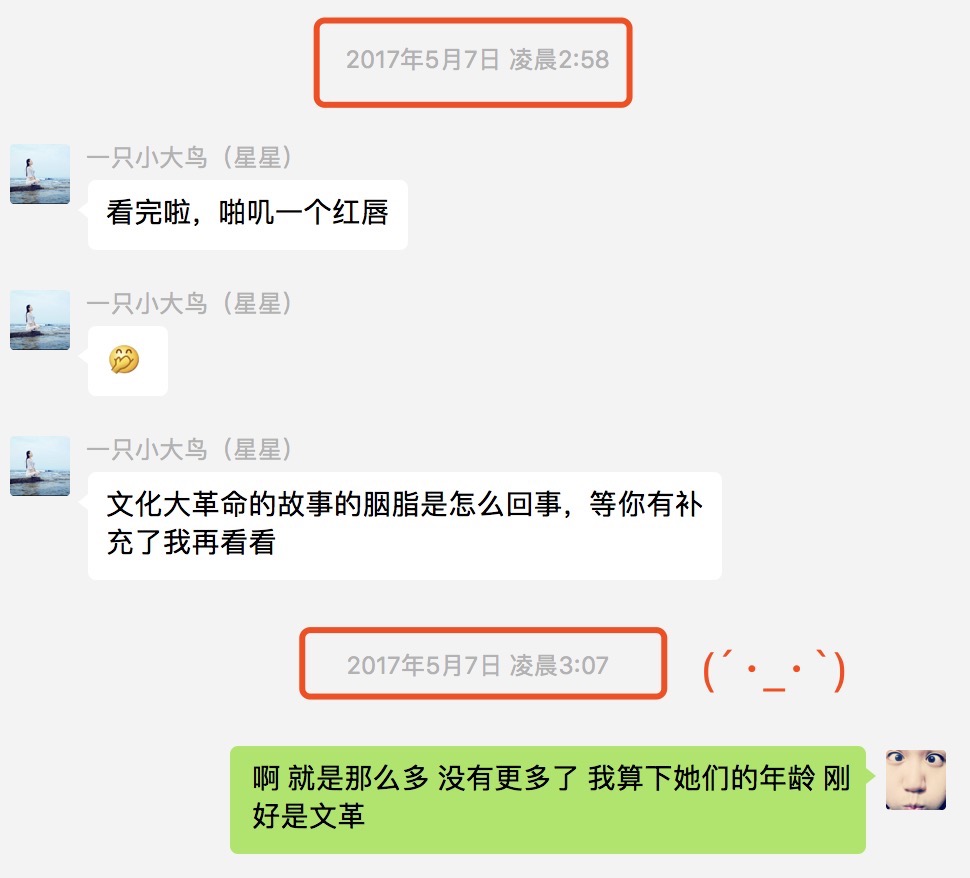 2017年5月7日 凌晨2:58
一只小大鸟（星星）
看完啦，啪叽一个红唇
一只小大鸟（星星）
🤭
一只小大鸟（星星）
文化大革命的故事的胭脂是怎么回事，等你有补
充了我再看看
2017年5月7日 凌晨3:07
(´･_･`)
啊 就是那么多 没有更多了 我算下她们的年龄 刚
好是文革